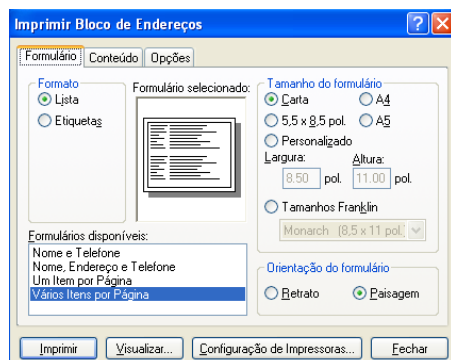 Imprimir Bloco de Endereços
Formulário Conteúdo Opções
Formato
Lista
Etiquetas
Formulário selecionado:
Tamanho do formulário
Carta A4
5,5 x 8,5 pol. A5
Personalizado
Largura: Altura:
8.50 pol. 11.00 pol.
Tamanhos Franklin
Monarch (8,5 x 11 pol.)
Formulários disponíveis:
Nome e Telefone
Nome, Endereço e Telefone
Um Item por Página
Vários Itens por Página
Orientação do formulário
Retrato Paisagem
Imprimir Visualizar... Configuração de Impressoras... Fechar